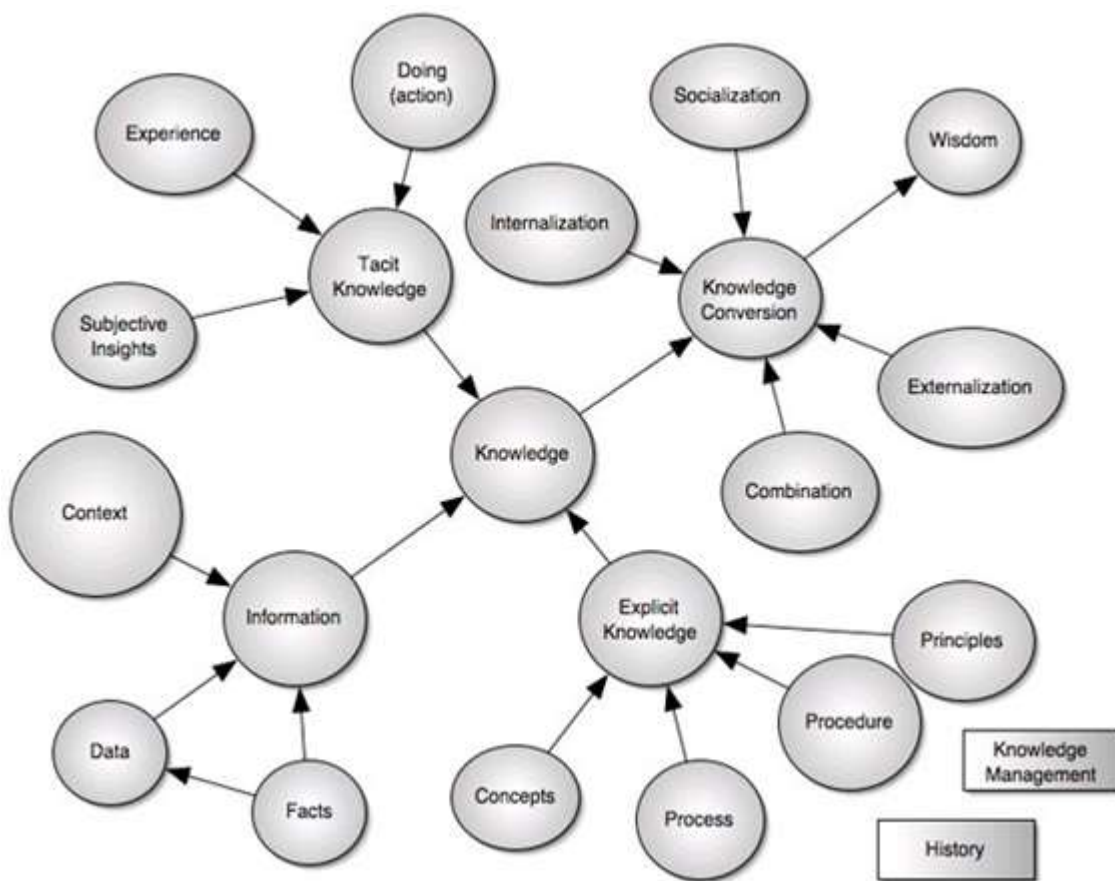 Doing
(action)
Experience
Socialization
Wisdom
Internalization
Tacit
Knowledge
Knowledge
Conversion
Subjective
Insights
Externalization
Knowledge
Combination
Context
Information
Explicit
Knowledge
Principles
Procedure
Data
Facts
Concepts
Process
Knowledge
Management
History